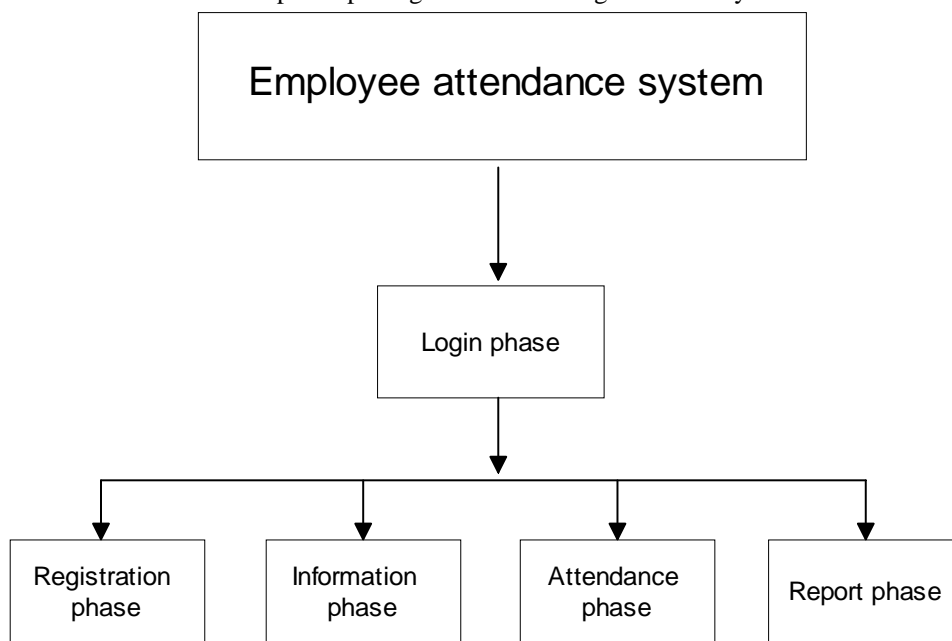 Employee attendance system
Login phase
Registration
phase
Information
phase
Attendance
phase
Report phase